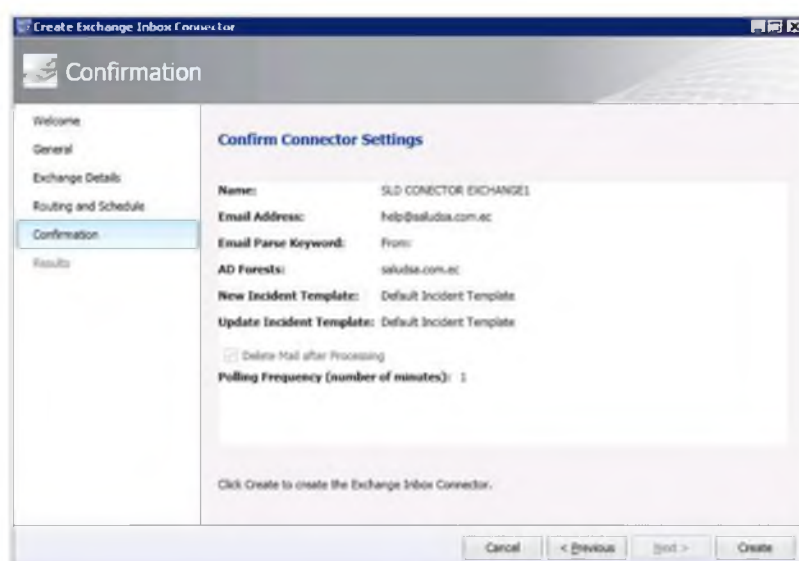 Create Exchange Inbox Connector
Confirmation
Welcome
General
Exchange Details
Routing and Schedule
Confirmation
Results
Confirm Connector Settings
Name: SLD CONECTOR EXCHANGE1
Email Address: help@saludsa.com.ec
Email Parse Keyword: From:
AD Forests: saludsa.com.ec
New Incident Template: Default Incident Template
Update Incident Template: Default Incident Template
Delete Mail after Processing
Polling Frequency (number of minutes): 1
Click Create to create the Exchange Inbox Connector.
Cancel < Previous Next > Create